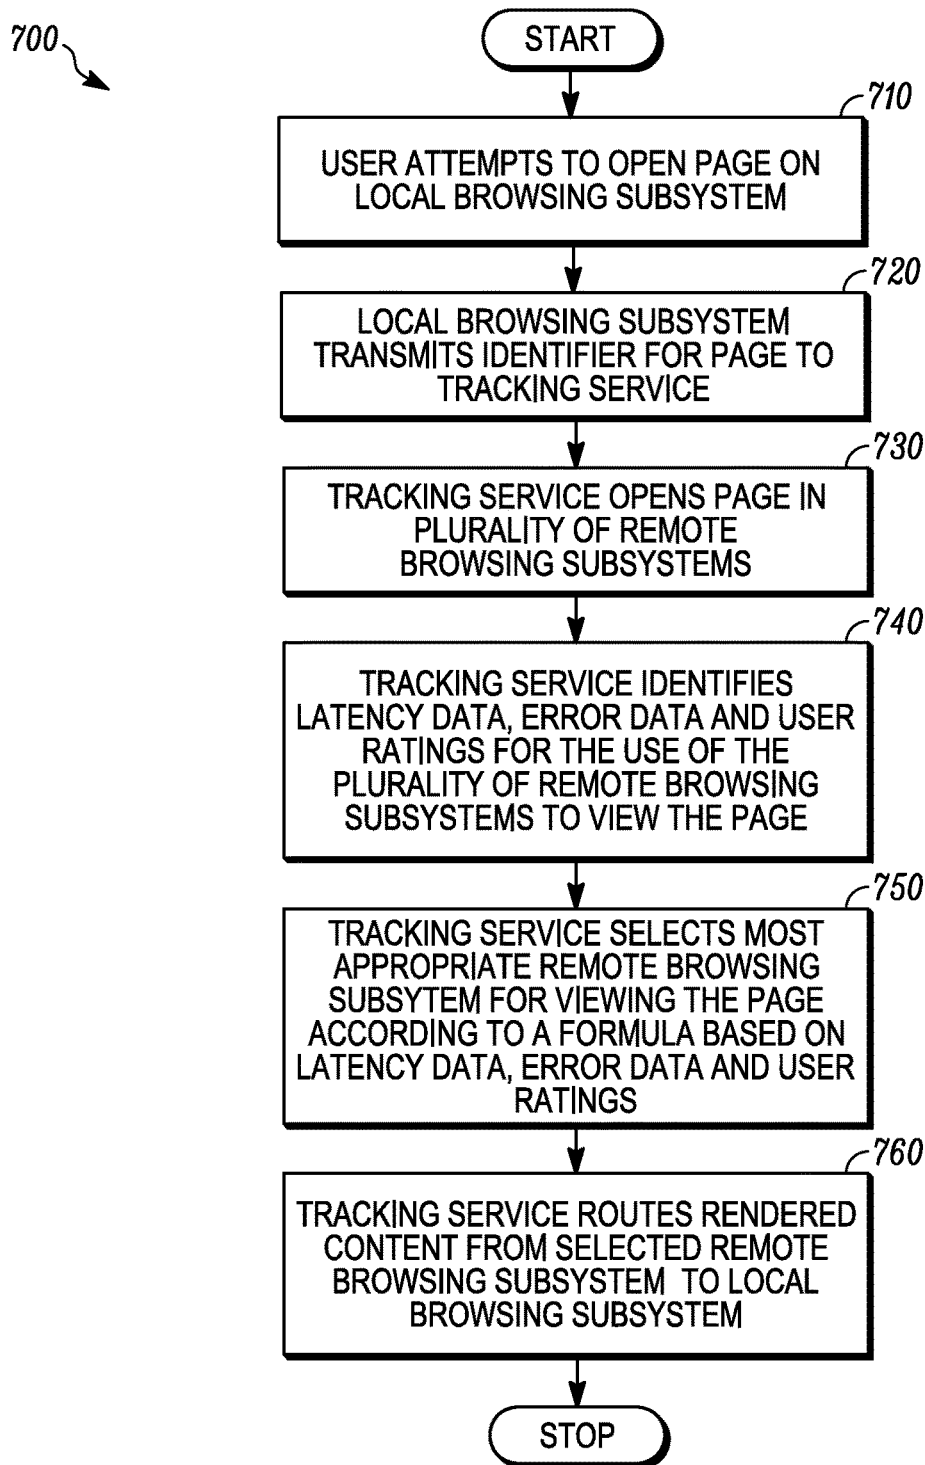 700
START
710
USER ATTEMPTS TO OPEN PAGE ON
LOCAL BROWSING SUBSYSTEM
720
LOCAL BROWSING SUBSYSTEM
TRANSMITS IDENTIFIER FOR PAGE TO
TRACKING SERVICE
730
TRACKING SERVICE OPENS PAGE IN
PLURALITY OF REMOTE
BROWSING SUBSYSTEMS
740
TRACKING SERVICE IDENTIFIES
LATENCY DATA, ERROR DATA AND USER
RATINGS FOR THE USE OF THE
PLURALITY OF REMOTE BROWSING
SUBSYSTEMS TO VIEW THE PAGE
750
TRACKING SERVICE SELECTS MOST
APPROPRIATE REMOTE BROWSING
SUBSYTEM FOR VIEWING THE PAGE
ACCORDING TO A FORMULA BASED ON
LATENCY DATA, ERROR DATA AND USER
RATINGS
760
TRACKING SERVICE ROUTES RENDERED
CONTENT FROM SELECTED REMOTE
BROWSING SUBSYSTEM TO LOCAL
BROWSING SUBSYSTEM
STOP